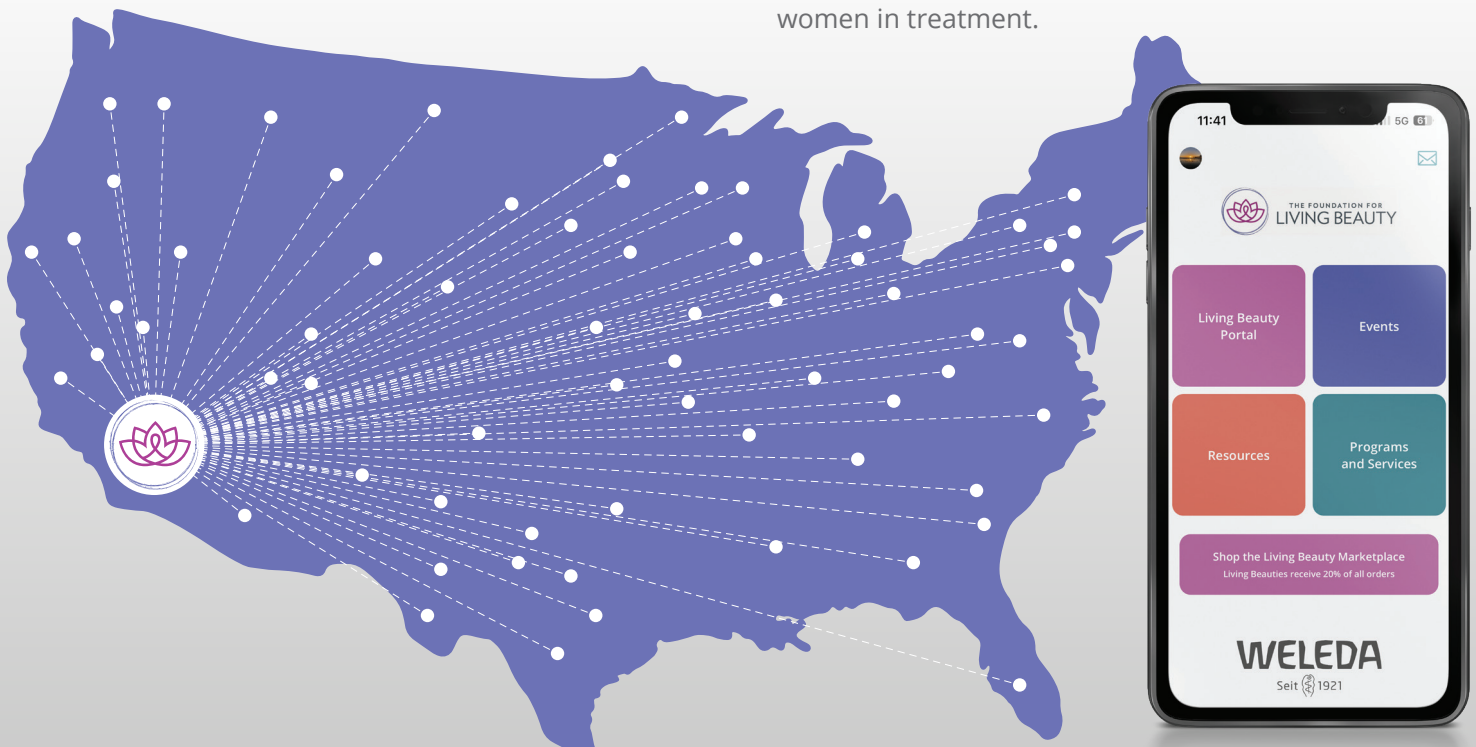 women in treatment.
11:41
5G 61
THE FOUNDATION FOR
LIVING BEAUTY
Living Beauty
Portal
Events
Resources
Programs
and Services
Shop the Living Beauty Marketplace
Living Beauties receive 20% of all orders
WELEDA
Seit 1921